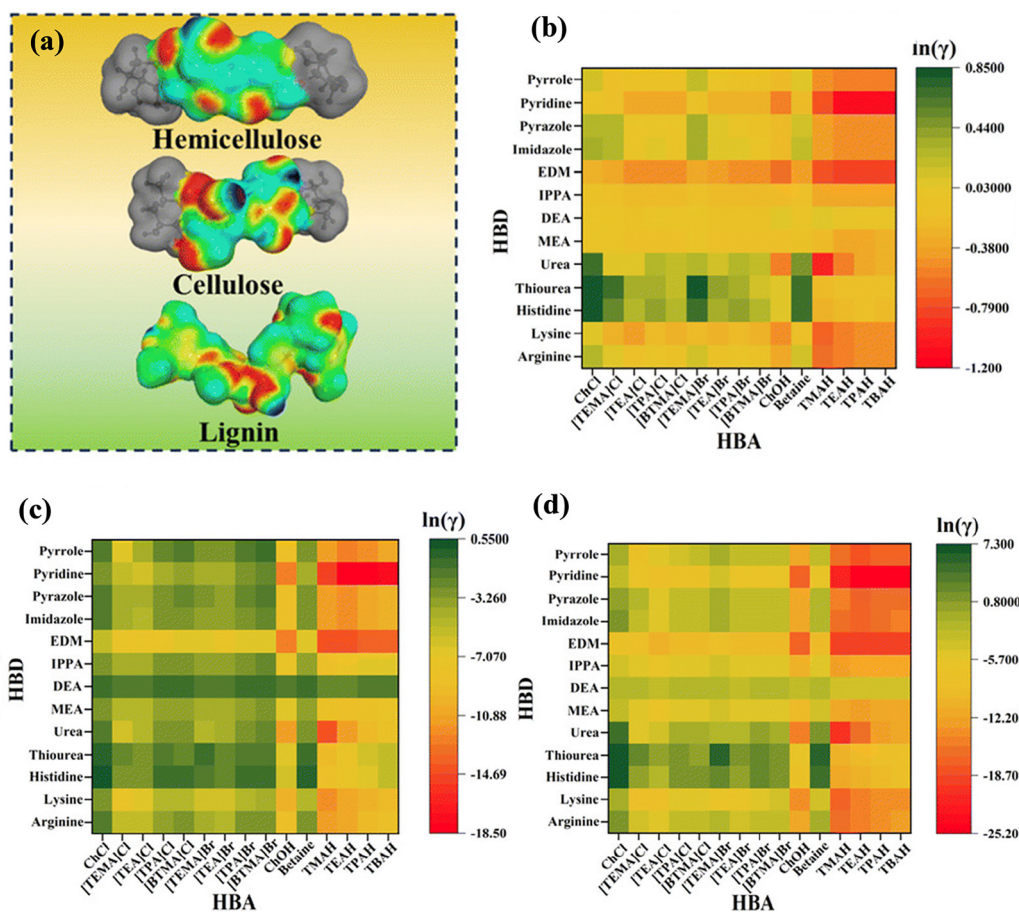 (a)
Hemicellulose
Cellulose
Lignin
(b)
ln(γ)
HBD
Pyrrole
Pyridine
Pyrazole
Imidazole
EDM
IPPA
DEA
MEA
Urea
Thiourea
Histidine
Lysine
Arginine
ChCl
[TEMA]Cl
[TEA]Cl
[TPA]Cl
[BTMA]Cl
[TEMA]Br
[TEA]Br
[TPA]Br
[BTMA]Br
ChOH
Betaine
TMAH
TEAH
TPAH
TBAH
HBA
0.8500
0.4400
0.03000
-0.3800
-0.7900
-1.200
(c)
ln(γ)
HBD
Pyrrole
Pyridine
Pyrazole
Imidazole
EDM
IPPA
DEA
MEA
Urea
Thiourea
Histidine
Lysine
Arginine
ChCl
[TEMA]Cl
[TEA]Cl
[TPA]Cl
[BTMA]Cl
[TEMA]Br
[TEA]Br
[TPA]Br
[BTMA]Br
ChOH
Betaine
TMAH
TEAH
TPAH
TBAH
HBA
0.5500
-3.260
-7.070
-10.88
-14.69
-18.50
(d)
ln(γ)
HBD
Pyrrole
Pyridine
Pyrazole
Imidazole
EDM
IPPA
DEA
MEA
Urea
Thiourea
Histidine
Lysine
Arginine
ChCl
[TEMA]Cl
[TEA]Cl
[TPA]Cl
[BTMA]Cl
[TEMA]Br
[TEA]Br
[TPA]Br
[BTMA]Br
ChOH
Betaine
TMAH
TEAH
TPAH
TBAH
HBA
7.300
0.8000
-5.700
-12.20
-18.70
-25.20